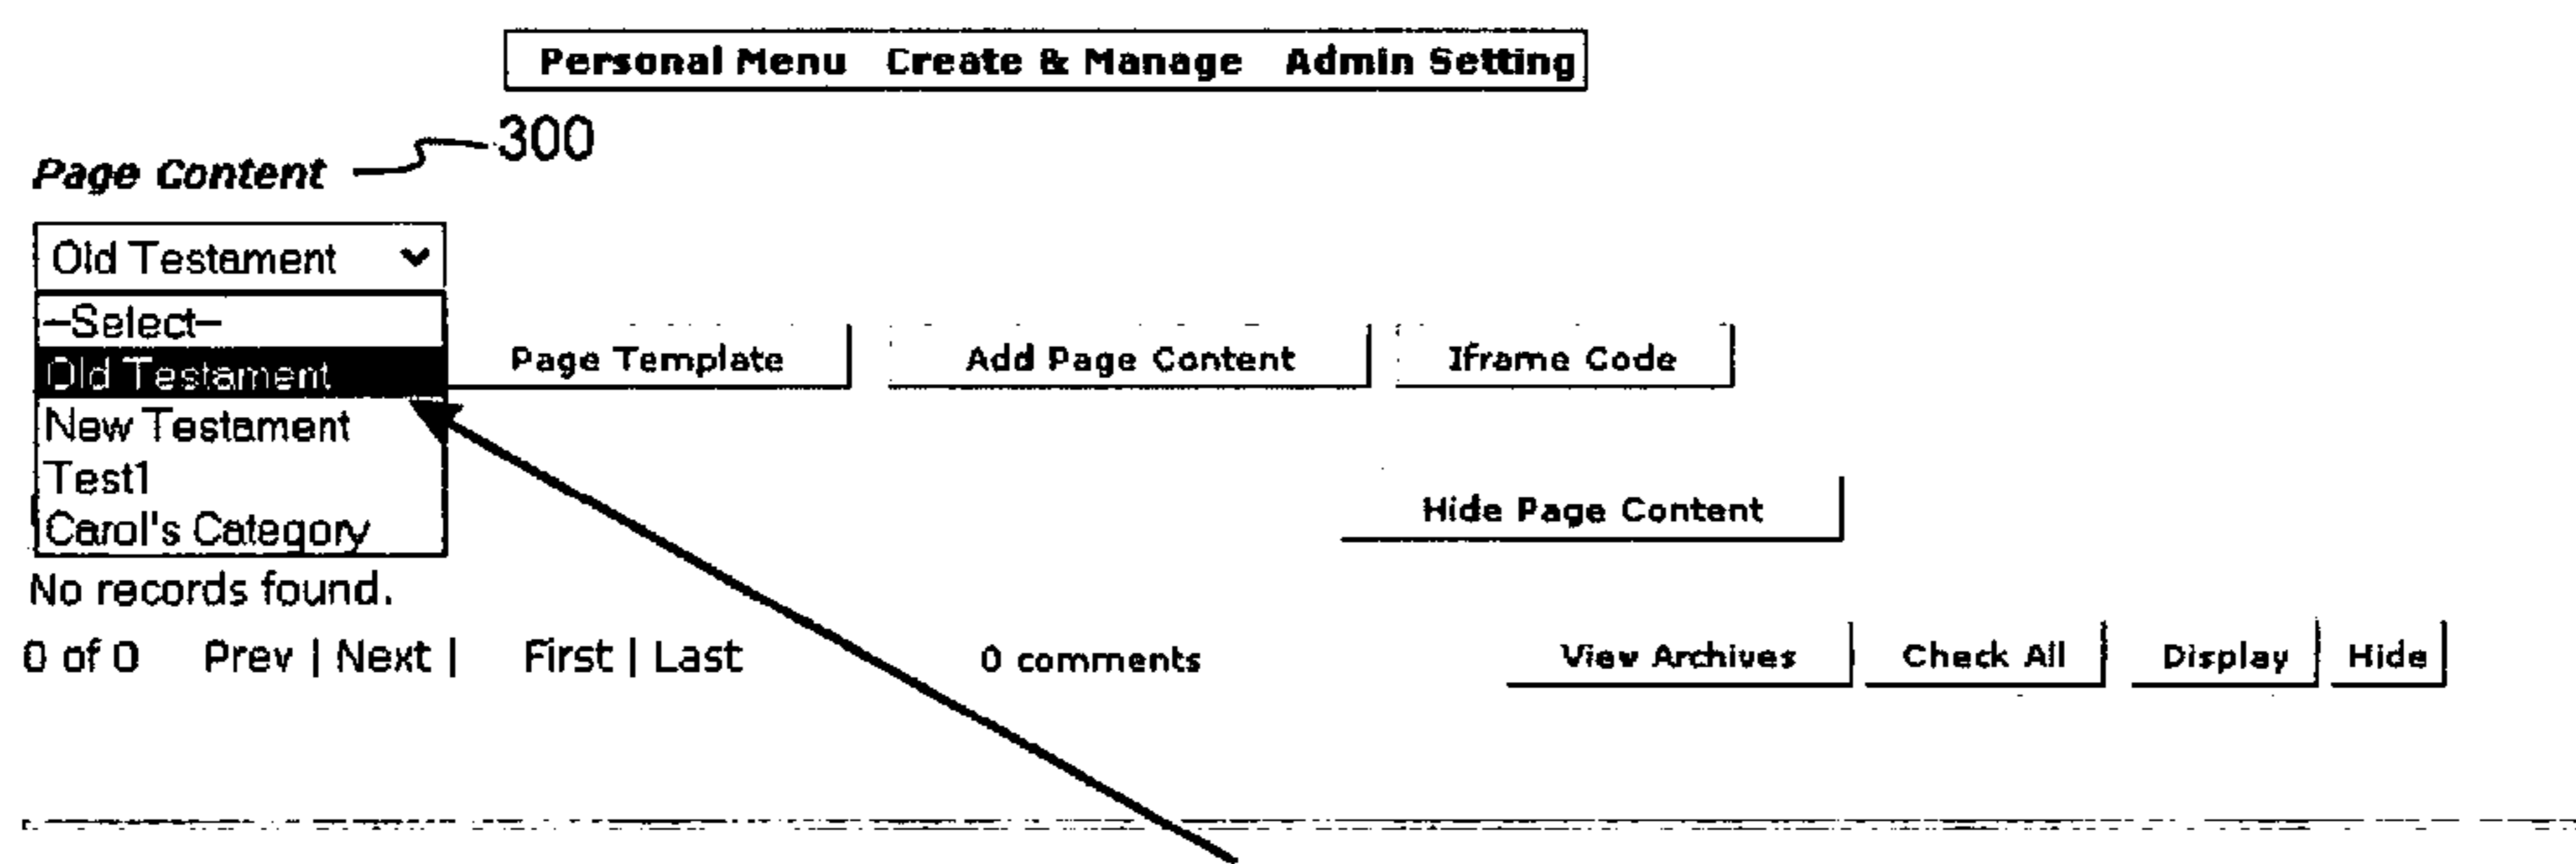 Personal Menu Create & Manage Admin Setting
300
Page Content
Old Testament
--Select--
Old Testament
Page Template Add Page Content Iframe Code
New Testament
Test1
Hide Page Content
Carol's Category
No records found.
0 of 0 Prev | Next | First | Last 0 comments View Archives Check All Display Hide